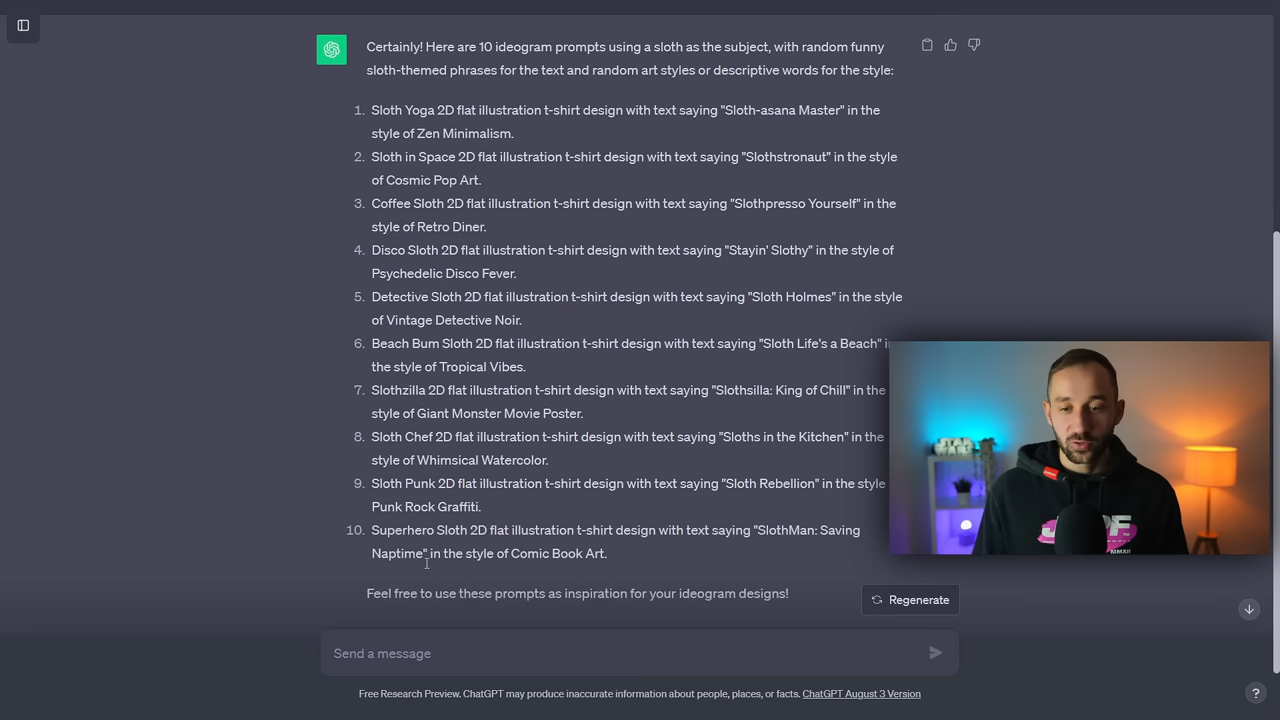 Certainly! Here are 10 ideogram prompts using a sloth as the subject, with random funny
sloth-themed phrases for the text and random art styles or descriptive words for the style:
1. Sloth Yoga 2D flat illustration t-shirt design with text saying "Sloth-asana Master" in the
style of Zen Minimalism.
2. Sloth in Space 2D flat illustration t-shirt design with text saying "Slothstronaut" in the style
of Cosmic Pop Art.
3. Coffee Sloth 2D flat illustration t-shirt design with text saying "Slothpresso Yourself" in the
style of Retro Diner.
4. Disco Sloth 2D flat illustration t-shirt design with text saying "Stayin' Slothy" in the style of
Psychedelic Disco Fever.
5. Detective Sloth 2D flat illustration t-shirt design with text saying "Sloth Holmes" in the style
of Vintage Detective Noir.
6. Beach Bum Sloth 2D flat illustration t-shirt design with text saying "Sloth Life's a Beach"
the style of Tropical Vibes.
7. Slothzilla 2D flat illustration t-shirt design with text saying "Slothsilla: King of Chill" in the
style of Giant Monster Movie Poster.
8. Sloth Chef 2D flat illustration t-shirt design with text saying "Sloths in the Kitchen" in the
style of Whimsical Watercolor.
9. Sloth Punk 2D flat illustration t-shirt design with text saying "Sloth Rebellion" in the style
Punk Rock Graffiti.
10. Superhero Sloth 2D flat illustration t-shirt design with text saying "SlothMan: Saving
Naptime" in the style of Comic Book Art.
Feel free to use these prompts as inspiration for your ideogram designs!
Regenerate
Send a message
Free Research Preview. ChatGPT may produce inaccurate information about people, places, or facts. ChatGPT August 3 Version
?
MMXII